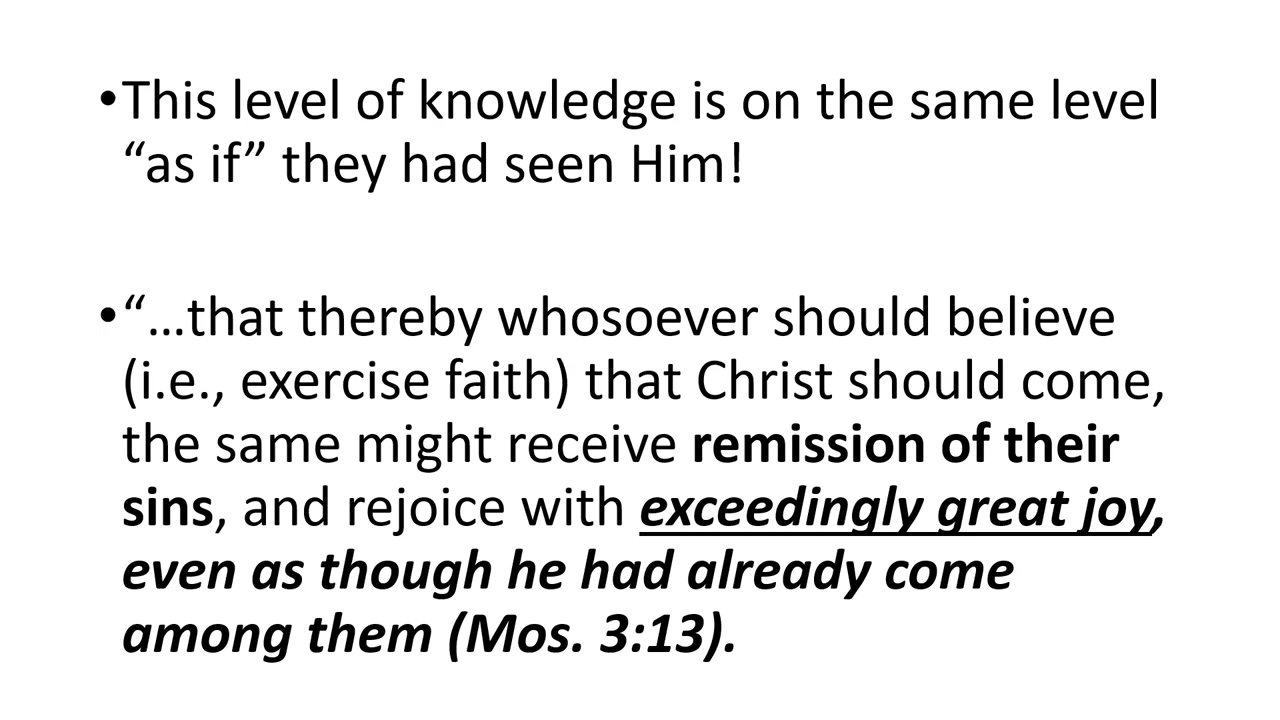 •This level of knowledge is on the same level
“as if” they had seen Him!
•“…that thereby whosoever should believe
(i.e., exercise faith) that Christ should come,
the same might receive remission of their
sins, and rejoice with exceedingly great joy,
even as though he had already come
among them (Mos. 3:13).